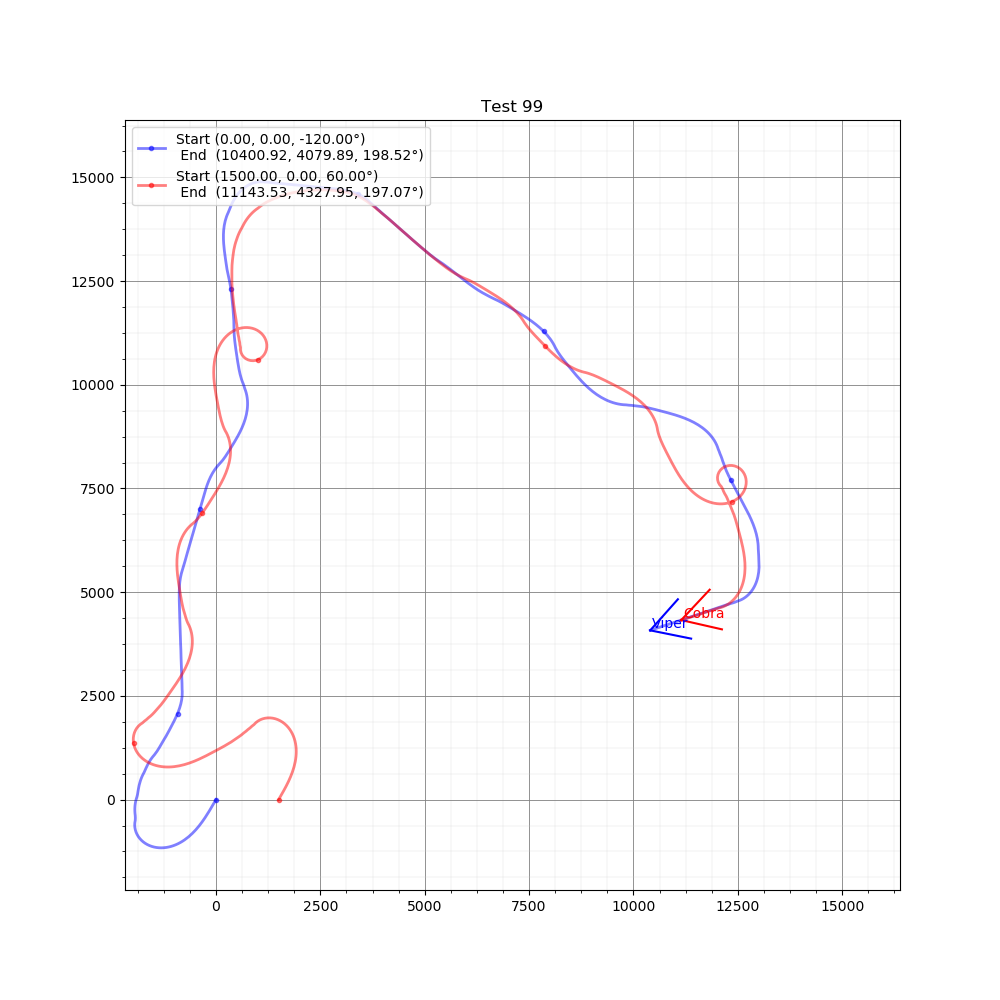 Test 99
Start (0.00, 0.00, -120.00°)
End (10400.92, 4079.89, 198.52°)
Start (1500.00, 0.00, 60.00°)
End (11143.53, 4327.95, 197.07°)
15000
12500
10000
7500
5000
2500
0
Cobra
Viper
0 2500 5000 7500 10000 12500 15000